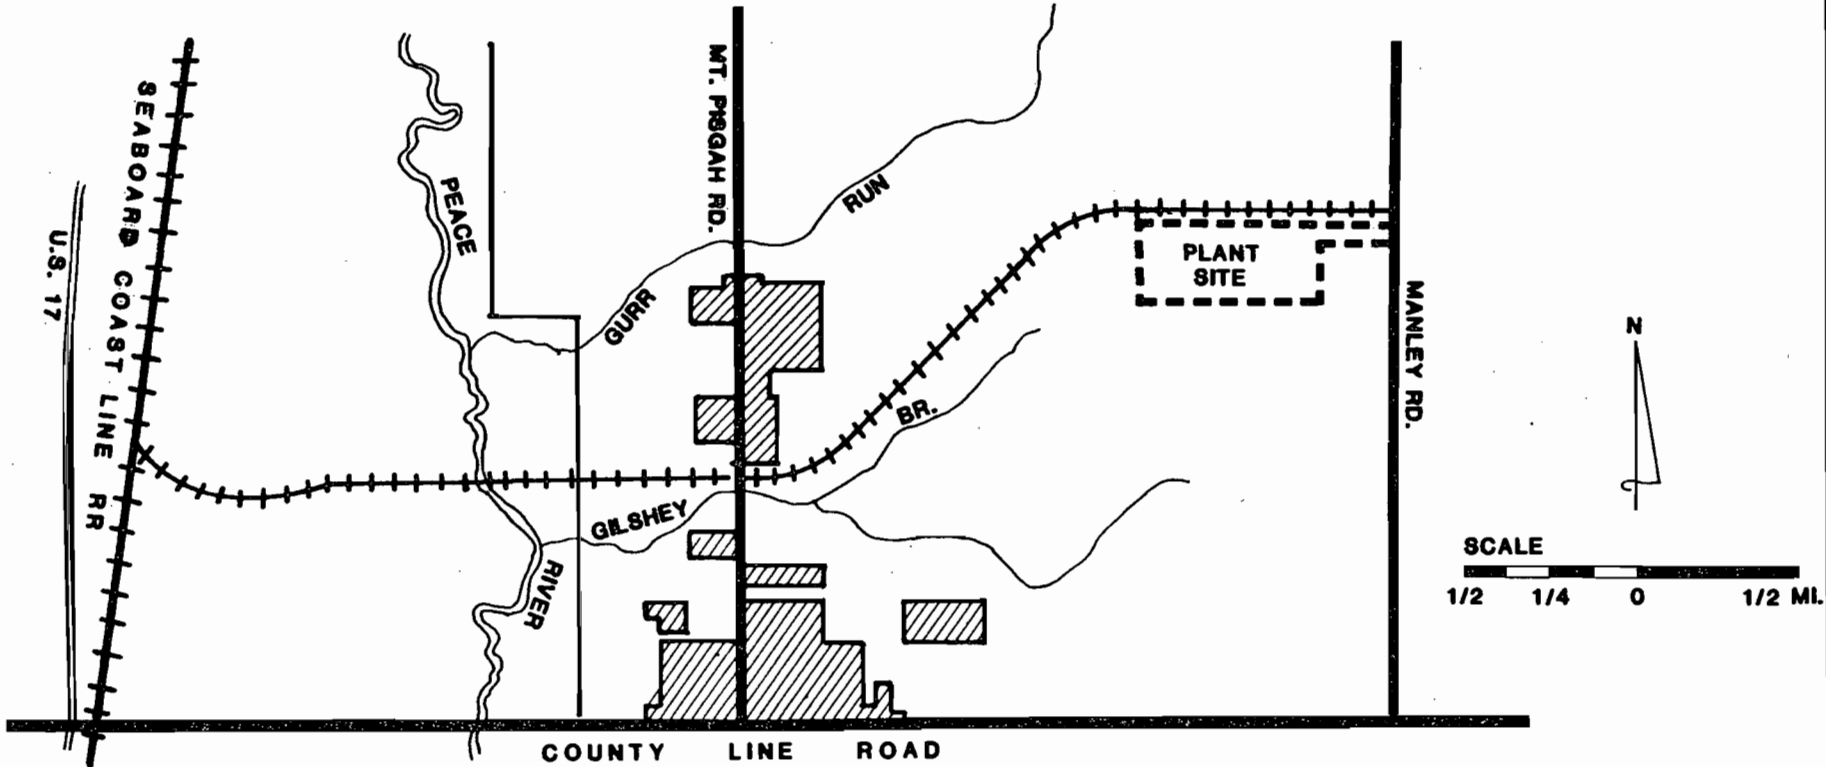 SEABOARD COAST LINE RR
U.S. 17
PEACE
RIVER
MT. PISGAH RD.
GURR
RUN
GILSHEY
BR.
PLANT
SITE
MANLEY RD.
N
SCALE
1/2 1/4 0 1/2 MI.
COUNTY LINE ROAD